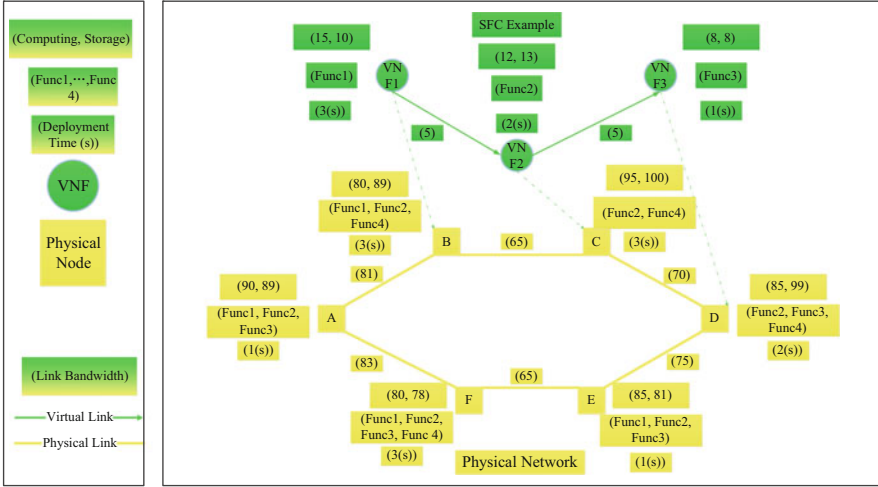 (Computing, Storage)
(Func1,⋯,Func
4)
(Deployment
Time (s))
VNF
Physical
Node
(Link Bandwidth)
Virtual Link
Physical Link
SFC Example
(15, 10)
(Func1)
(3(s))
VN
F1
(5)
(12, 13)
(Func2)
(2(s))
VN
F2
(5)
VN
F3
(8, 8)
(Func3)
(1(s))
(80, 89)
(Func1, Func2,
Func4)
(3(s))
B
(65)
(95, 100)
(Func2, Func4)
C
(3(s))
(81)
(70)
(90, 89)
(Func1, Func2,
Func3)
(1(s))
A
D
(85, 99)
(Func2, Func3,
Func4)
(2(s))
(83)
(75)
(80, 78)
(Func1, Func2,
Func3, Func 4)
(3(s))
F
(65)
E
(85, 81)
(Func1, Func2,
Func3)
(1(s))
Physical Network